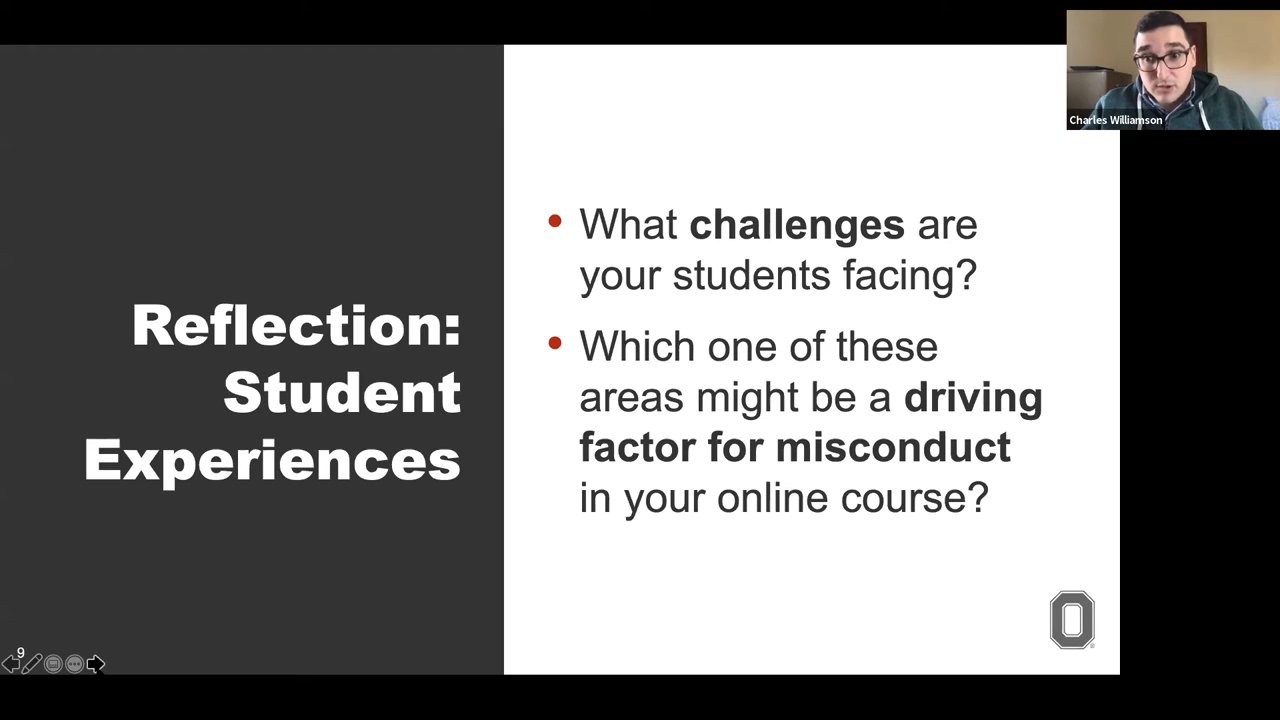 Charles Williamson
Reflection:
Student
Experiences
• What challenges are
your students facing?
• Which one of these
areas might be a driving
factor for misconduct
in your online course?
O
9